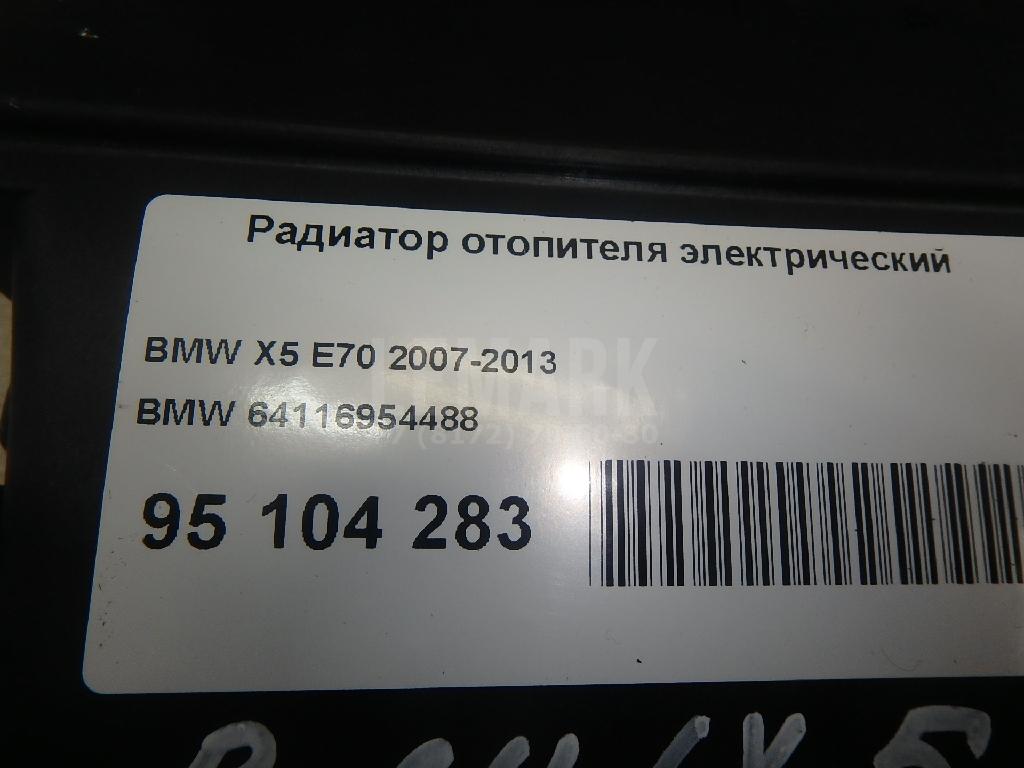 Радиатор отопителя электрический
BMW X5 E70 2007-2013
BMW 64116954488
95 104 283